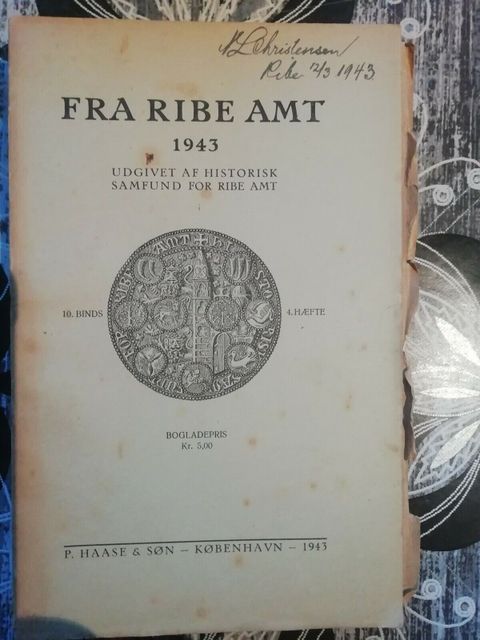 N L Christensen
Ribe 2/3 1943
FRA RIBE AMT
1943
UDGIVET AF HISTORISK
SAMFUND FOR RIBE AMT
10. BINDS
4. HÆFTE
BOGLADEPRIS
Kr. 5,00
P. HAASE & SØN – KØBENHAVN – 1943